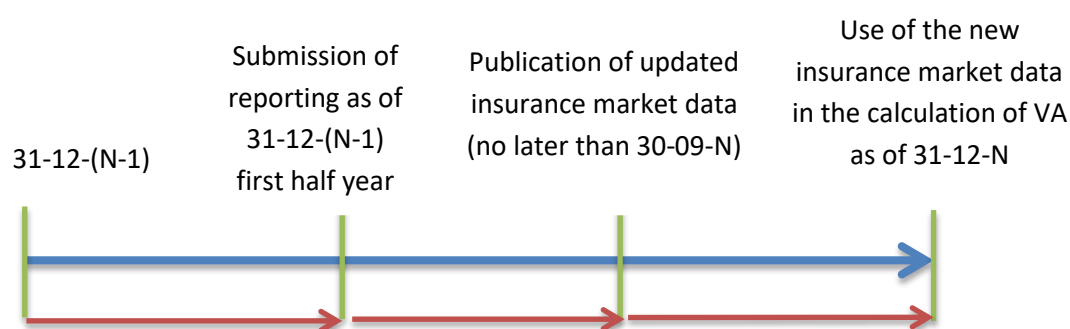 31-12-(N-1)
Submission of
reporting as of
31-12-(N-1)
first half year
Publication of updated
insurance market data
(no later than 30-09-N)
Use of the new
insurance market data
in the calculation of VA
as of 31-12-N